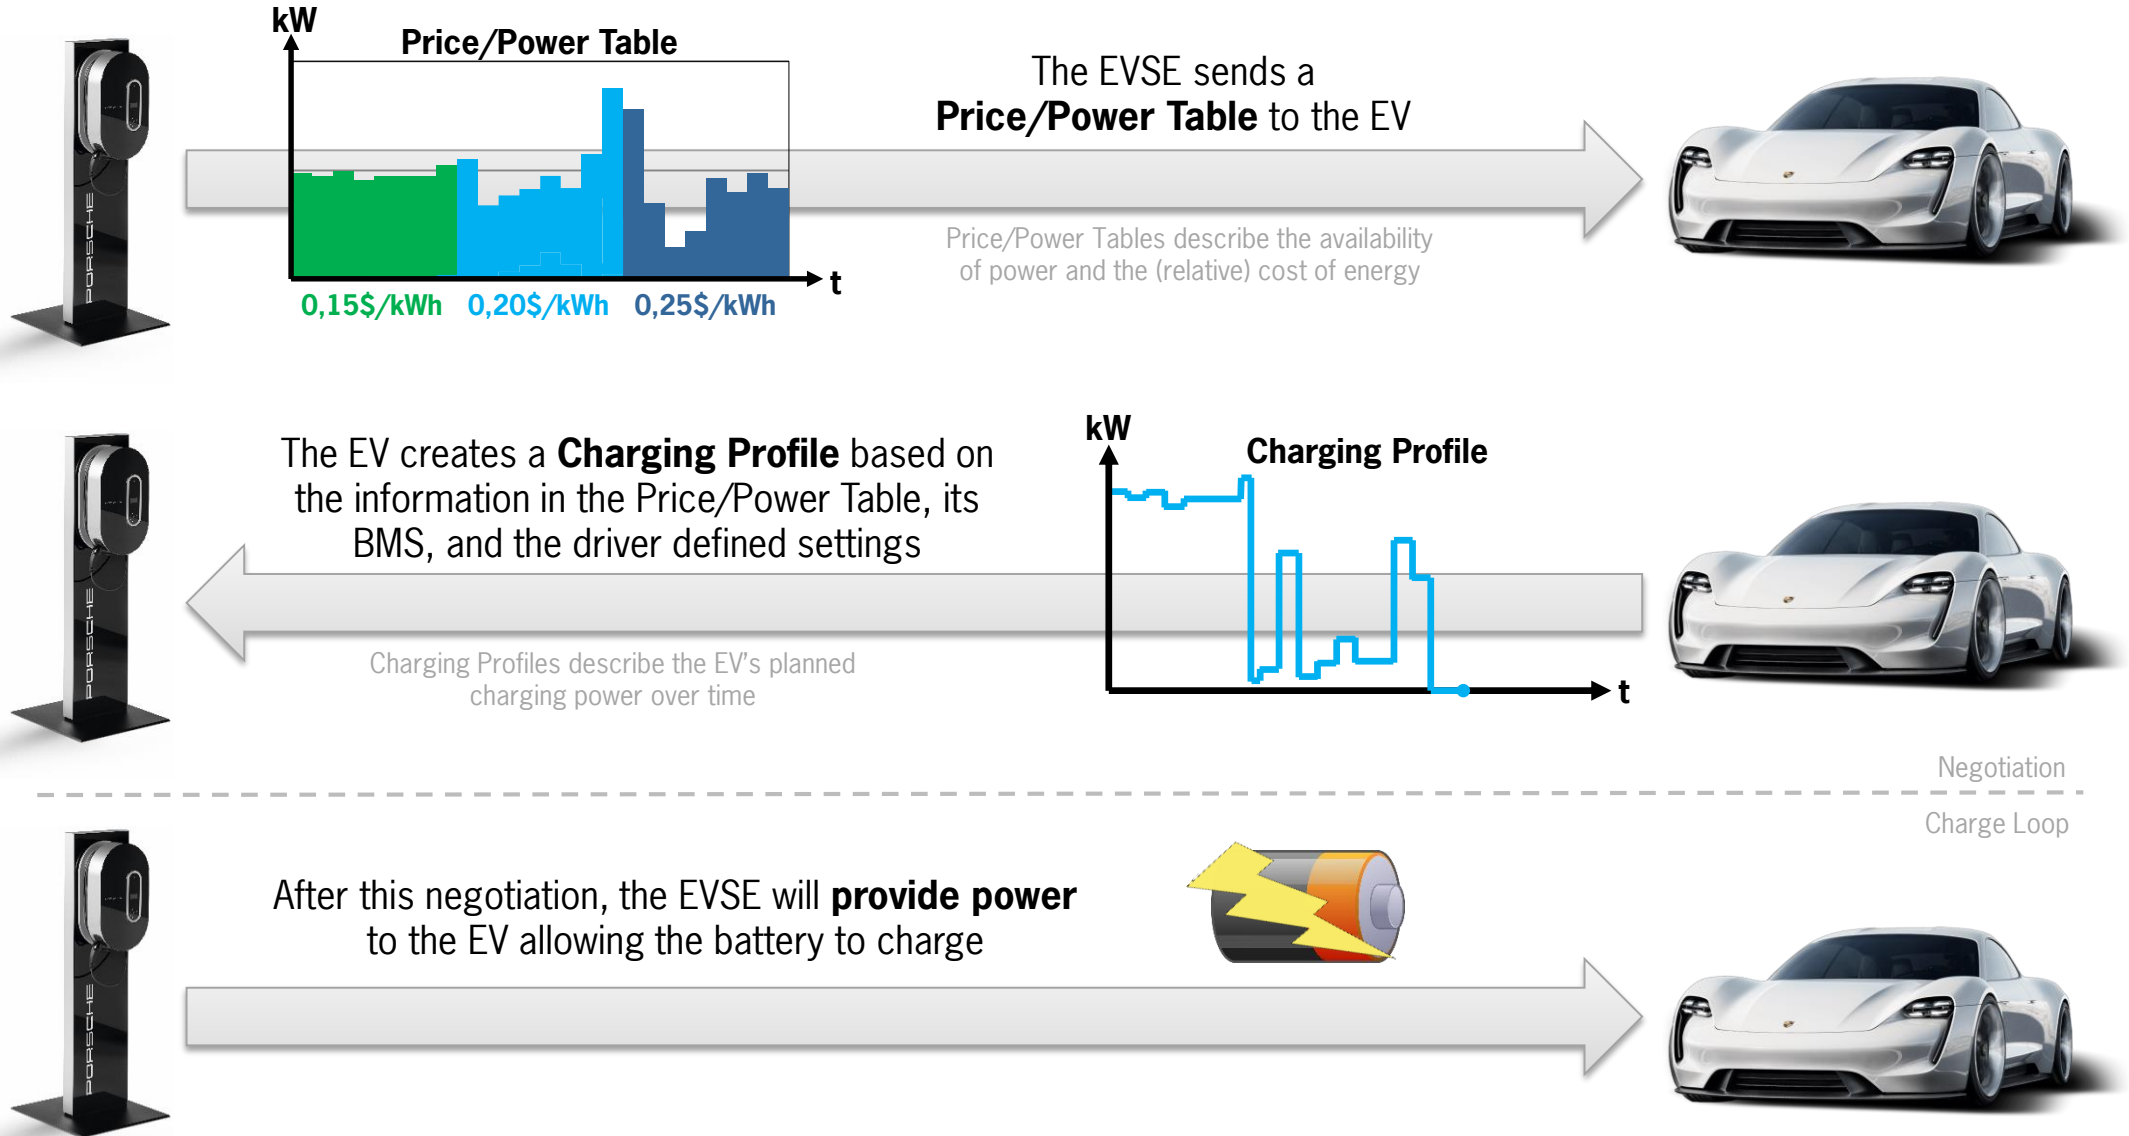 kW
Price/Power Table
The EVSE sends a
Price/Power Table to the EV
PORSCHE
Price/Power Tables describe the availability
of power and the (relative) cost of energy
t
0,15$/kWh 0,20$/kWh 0,25$/kWh
kW
The EV creates a Charging Profile based on
the information in the Price/Power Table, its
BMS, and the driver defined settings
Charging Profile
PORSCHE
Charging Profiles describe the EV's planned
charging power over time
t
Negotiation
Charge Loop
After this negotiation, the EVSE will provide power
to the EV allowing the battery to charge
PORSCHE